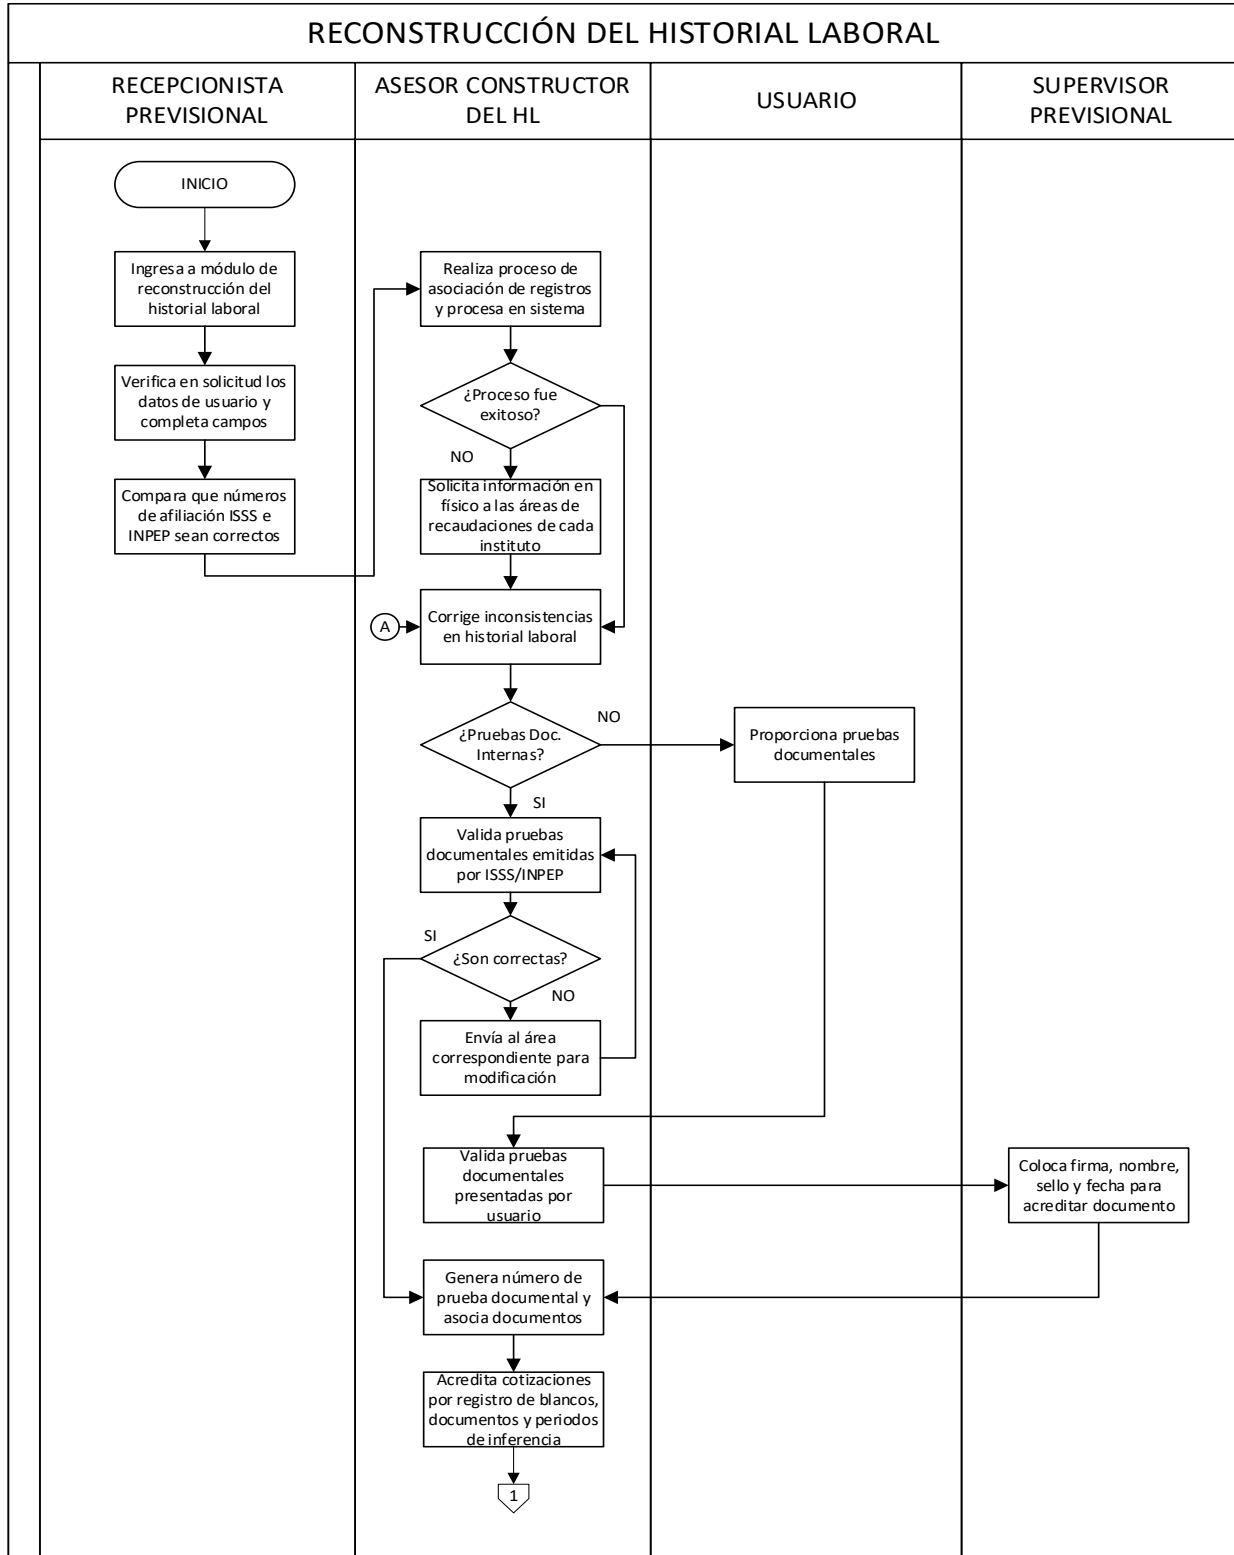 RECONSTRUCCIÓN DEL HISTORIAL LABORAL
RECEPCIONISTA
PREVISIONAL
ASESOR CONSTRUCTOR
DEL HL
USUARIO
SUPERVISOR
PREVISIONAL
INICIO
Ingresa a módulo de
reconstrucción del
historial laboral
Verifica en solicitud los
datos de usuario y
completa campos
Compara que números
de afiliación ISSS e
INPEP sean correctos
Realiza proceso de
asociación de registros
y procesa en sistema
¿Proceso fue
exitoso?
NO
Solicita información en
físico a las áreas de
recaudaciones de cada
instituto
A
Corrige inconsistencias
en historial laboral
¿Pruebas Doc.
Internas?
NO
Proporciona pruebas
documentales
SI
Valida pruebas
documentales emitidas
por ISSS/INPEP
SI
¿Son correctas?
NO
Envía al área
correspondiente para
modificación
Valida pruebas
documentales
presentadas por
usuario
Coloca firma, nombre,
sello y fecha para
acreditar documento
Genera número de
prueba documental y
asocia documentos
Acredita cotizaciones
por registro de blancos,
documentos y periodos
de inferencia
1